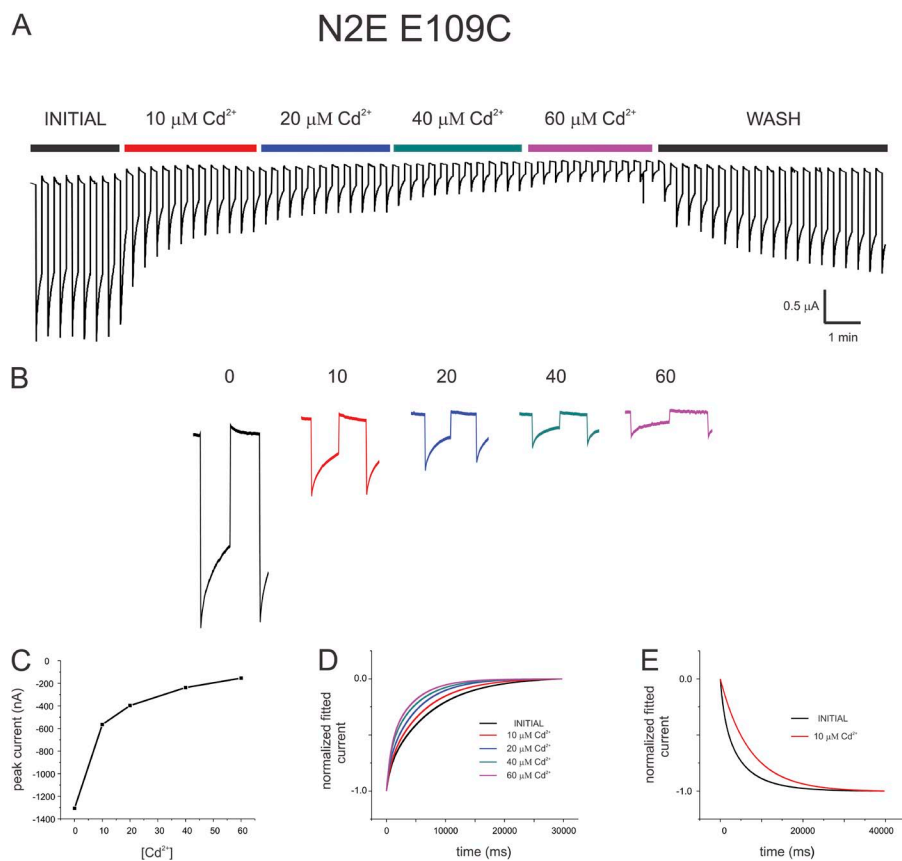 A
N2E E109C
INITIAL 10 μM Cd²⁺ 20 μM Cd²⁺ 40 μM Cd²⁺ 60 μM Cd²⁺ WASH
0.5 μA
1 min
B
0 10 20 40 60
C
0
-200
-400
-600
-800
-1000
-1200
-1400
peak current (nA)
0 10 20 30 40 50 60
[Cd²⁺]
D
0.0
-1.0
normalized fitted
current
INITIAL
10 μM Cd²⁺
20 μM Cd²⁺
40 μM Cd²⁺
60 μM Cd²⁺
0 10000 20000 30000
time (ms)
E
0.0
-1.0
normalized fitted
current
INITIAL
10 μM Cd²⁺
0 20000 40000
time (ms)